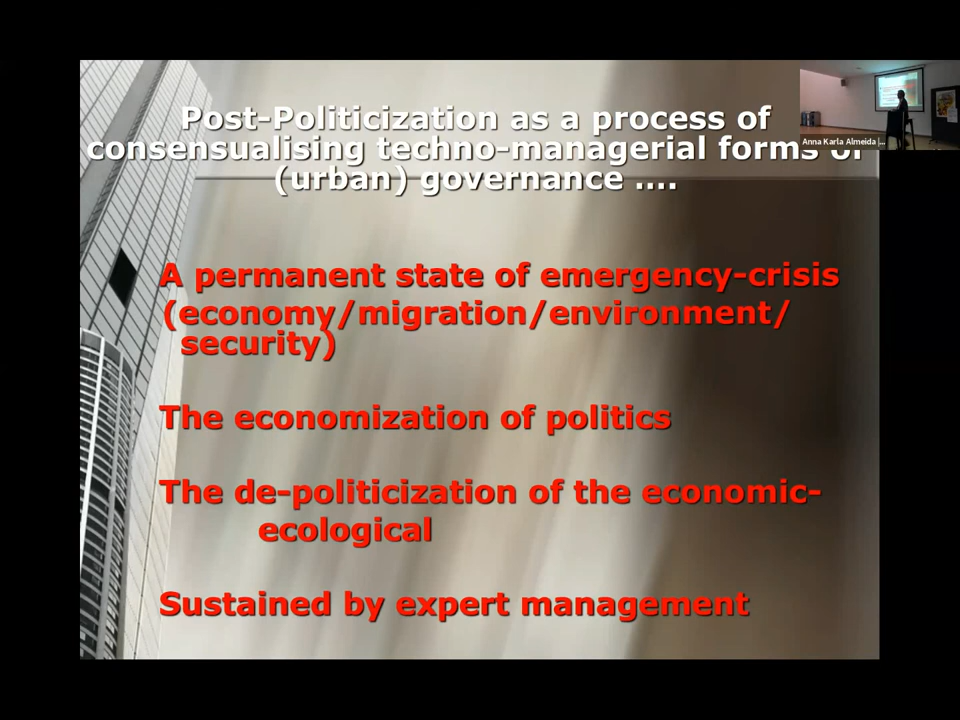 Post-Politicization as a process of
consensualising techno-managerial forms of
(urban) governance ....
Anna Karla Almeida |...
A permanent state of emergency-crisis
(economy/migration/environment/
security)
The economization of politics
The de-politicization of the economic-
ecological
Sustained by expert management